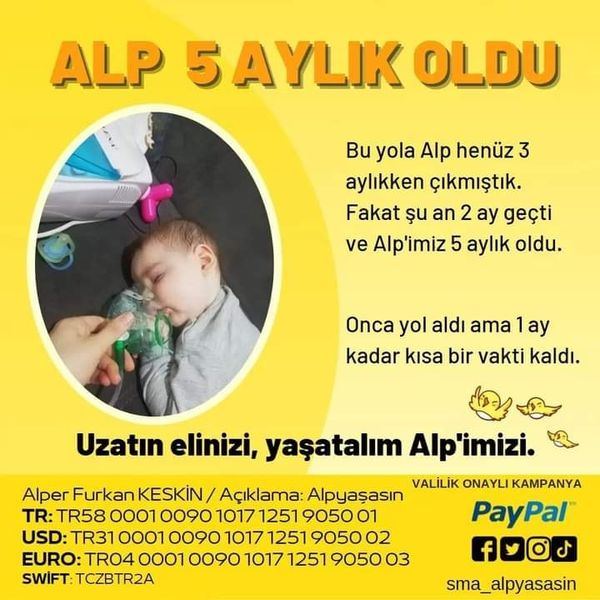 ALP 5 AYLIK OLDU
Bu yola Alp henüz 3
aylıkken çıkmıştık.
Fakat şu an 2 ay geçti
ve Alp'imiz 5 aylık oldu.
Onca yol aldı ama 1 ay
kadar kısa bir vakti kaldı.
Uzatın elinizi, yaşatalım Alp'imizi.
Alper Furkan KESKİN / Açıklama: Alpyaşasın
TR: TR58 0001 0090 1017 1251 9050 01
USD: TR31 0001 0090 1017 1251 9050 02
EURO: TR04 0001 0090 1017 1251 9050 03
SWİFT: TCZBTR2A
VALİLİK ONAYLI KAMPANYA
PayPal
sma_alpyasasin